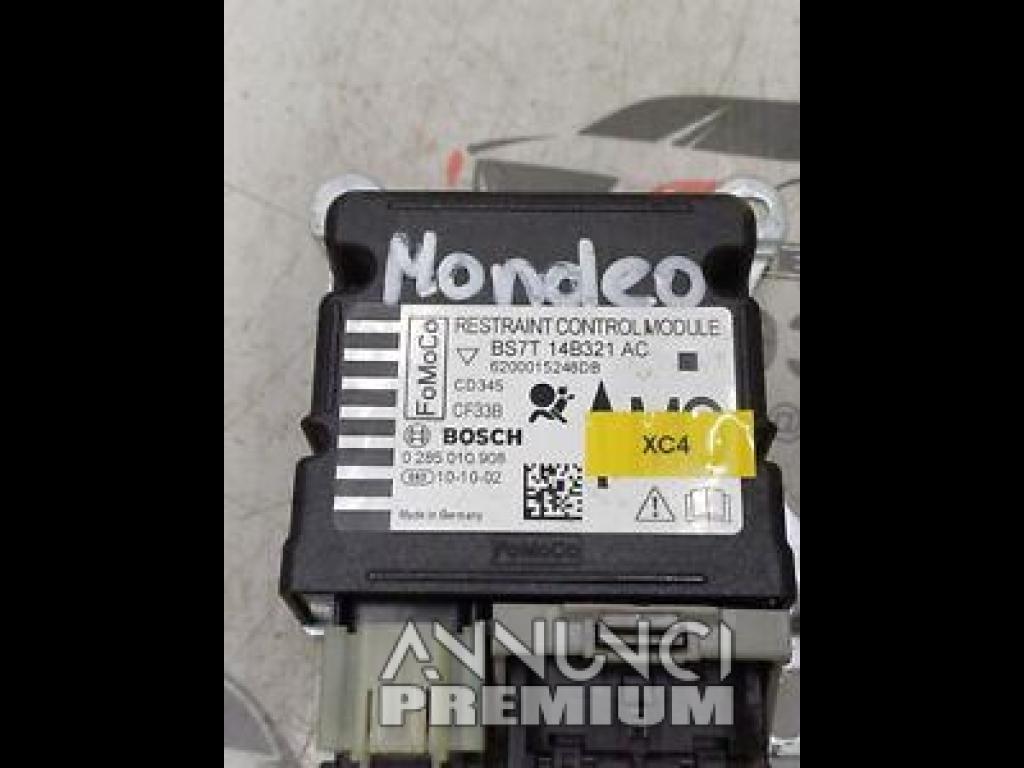 Mondeo
FoMoCo
RESTRAINT CONTROL MODULE
BS7T 14B321 AC
6200015248DB
CD345
CF33B
BOSCH
XC4
0 285 010 908
10-10-02
Made in Germany
FoMoCo
ANNUNCI
PREMIUM